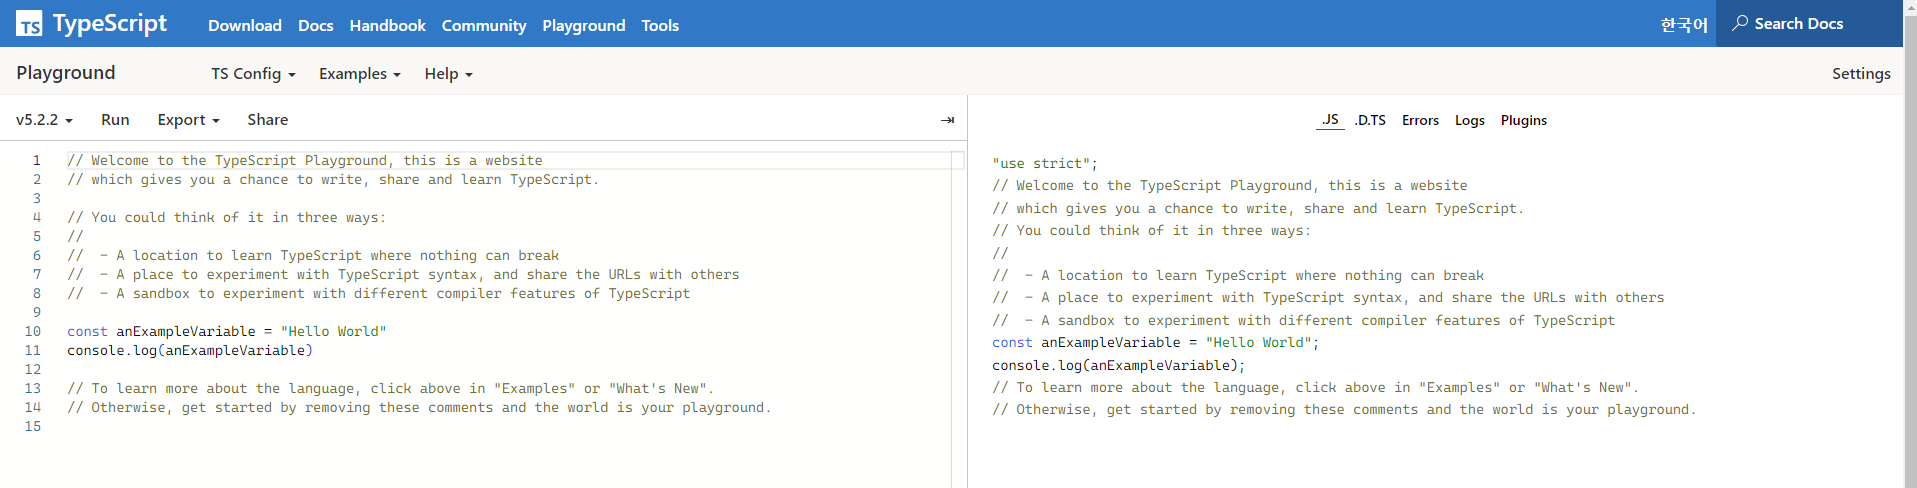 TS TypeScript Download Docs Handbook Community Playground Tools 한국어 Search Docs
Playground TS Config Examples Help Settings
v5.2.2 Run Export Share
1 // Welcome to the TypeScript Playground, this is a website
2 // which gives you a chance to write, share and learn TypeScript.
3
4 // You could think of it in three ways:
5 //
6 //  - A location to learn TypeScript where nothing can break
7 //  - A place to experiment with TypeScript syntax, and share the URLs with others
8 //  - A sandbox to experiment with different compiler features of TypeScript
9
10 const anExampleVariable = "Hello World"
11 console.log(anExampleVariable)
12
13 // To learn more about the language, click above in "Examples" or "What's New".
14 // Otherwise, get started by removing these comments and the world is your playground.
15
.JS .D.TS Errors Logs Plugins
"use strict";
// Welcome to the TypeScript Playground, this is a website
// which gives you a chance to write, share and learn TypeScript.
// You could think of it in three ways:
//
//  - A location to learn TypeScript where nothing can break
//  - A place to experiment with TypeScript syntax, and share the URLs with others
//  - A sandbox to experiment with different compiler features of TypeScript
const anExampleVariable = "Hello World";
console.log(anExampleVariable);
// To learn more about the language, click above in "Examples" or "What's New".
// Otherwise, get started by removing these comments and the world is your playground.